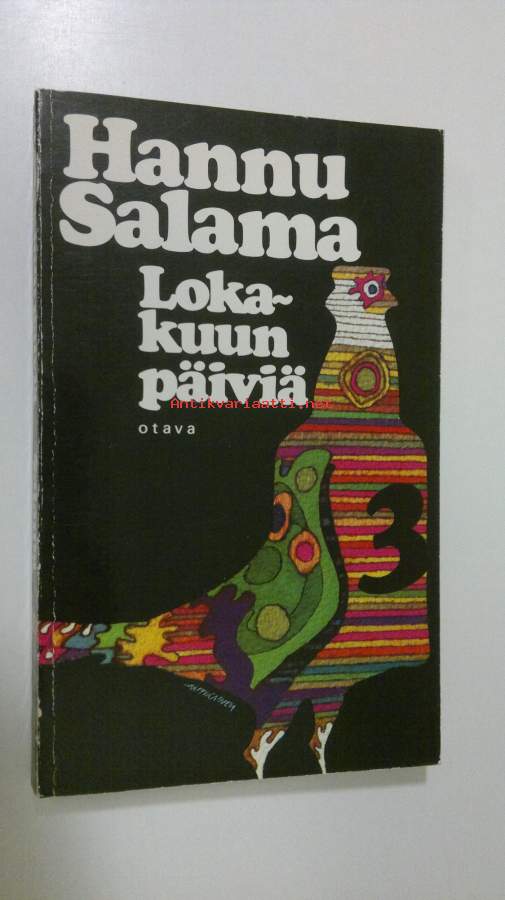 Hannu
Salama
Loka~
kuun
päiviä
Antikvariaatti.net
otava
3